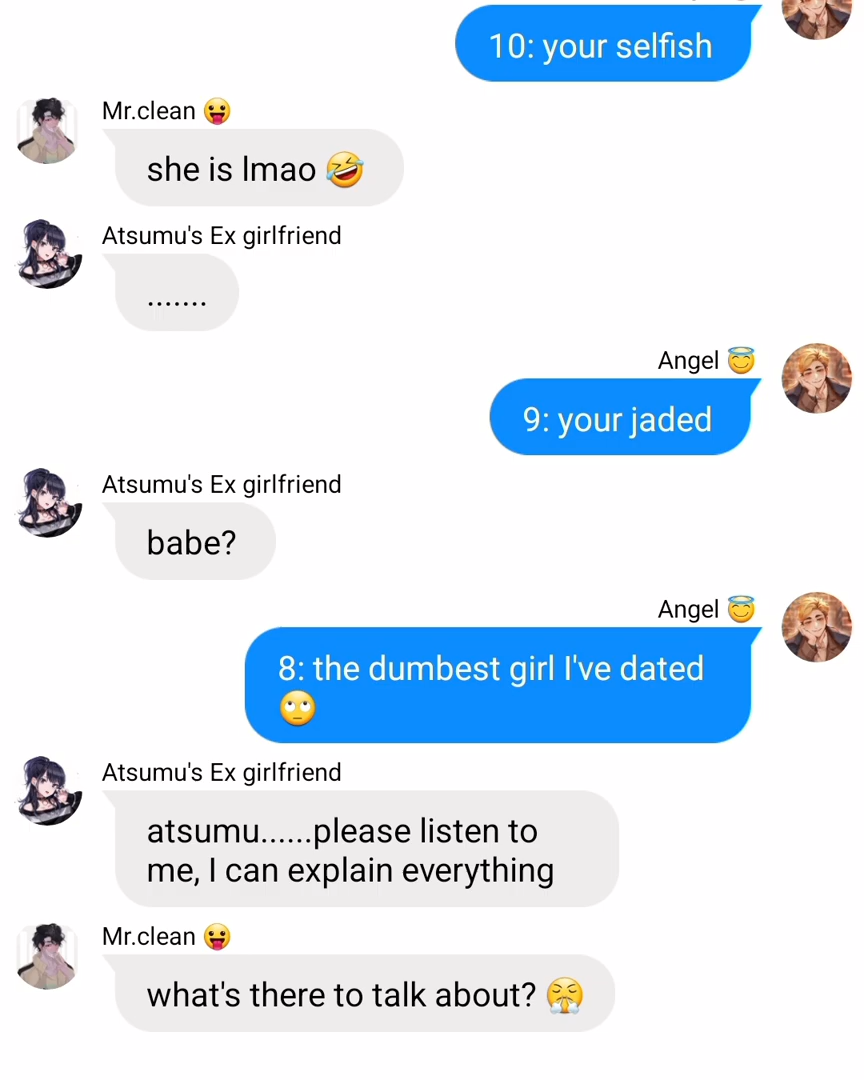 10: your selfish
Mr.clean 😛
she is lmao 🤣
Atsumu's Ex girlfriend
.......
Angel 😇
9: your jaded
Atsumu's Ex girlfriend
babe?
Angel 😇
8: the dumbest girl I've dated
🙄
Atsumu's Ex girlfriend
atsumu......please listen to
me, I can explain everything
Mr.clean 😛
what's there to talk about? 😤